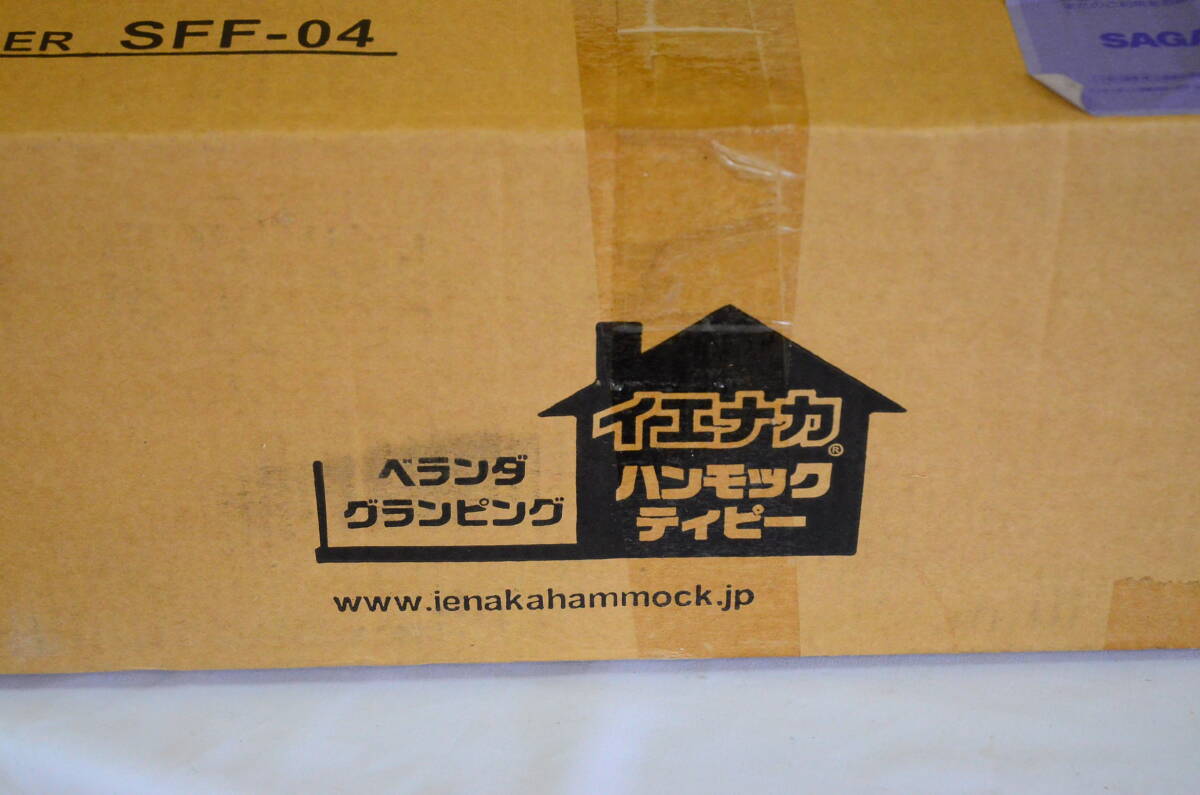 ER SFF-04
SAGA
イエナカ®
ハンモック
ティピー
ベランダ
グランピング
www.ienakahammock.jp